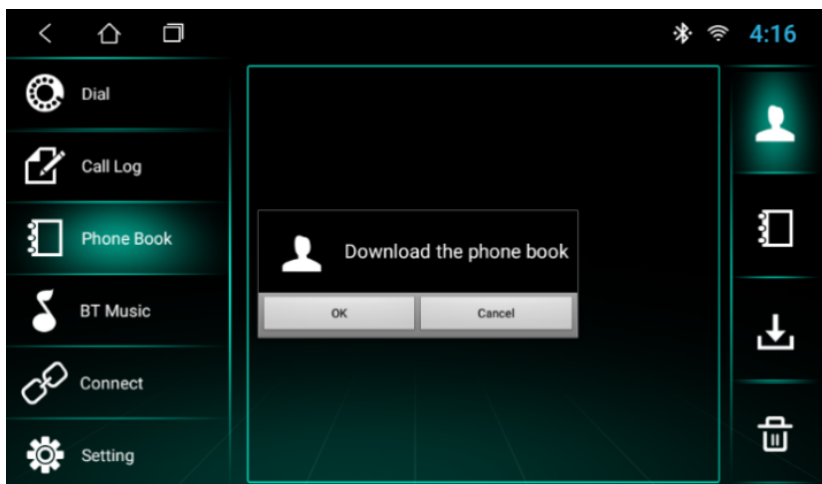 4:16
Dial
Call Log
Phone Book
BT Music
Connect
Setting
Download the phone book
OK
Cancel